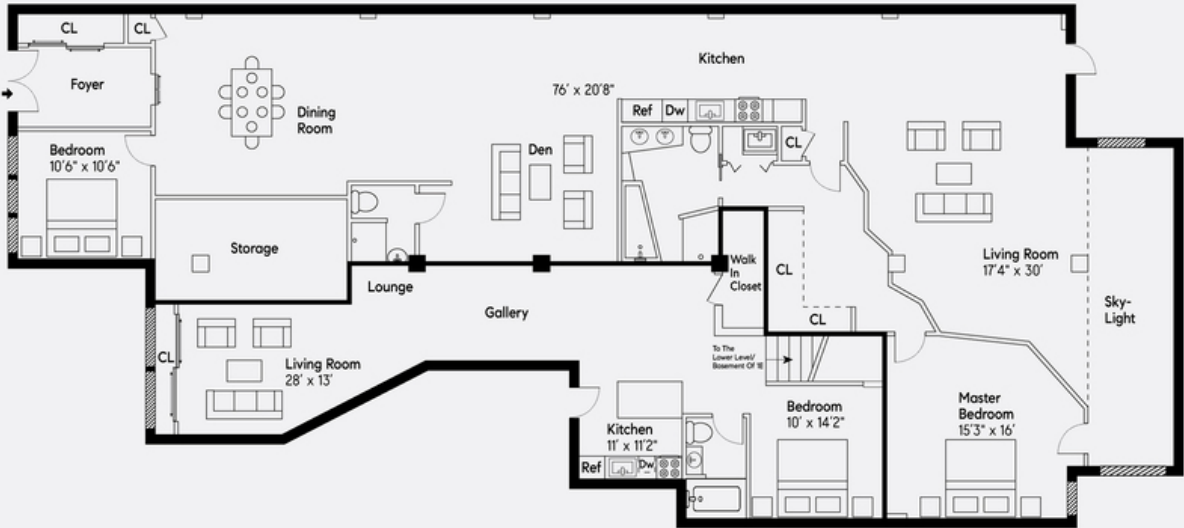 CL
CL
Foyer
Kitchen
76' x 20'8"
Dining
Room
Ref
Dw
Den
CL
Bedroom
10'6" x 10'6"
Storage
Walk
In
Closet
CL
Living Room
17'4" x 30'
Sky-
Light
Lounge
Gallery
CL
CL
Living Room
28' x 13'
To The
Lower Level/
Basement Of 1E
Kitchen
11' x 11'2"
Ref
Dw
Bedroom
10' x 14'2"
Master
Bedroom
15'3" x 16'